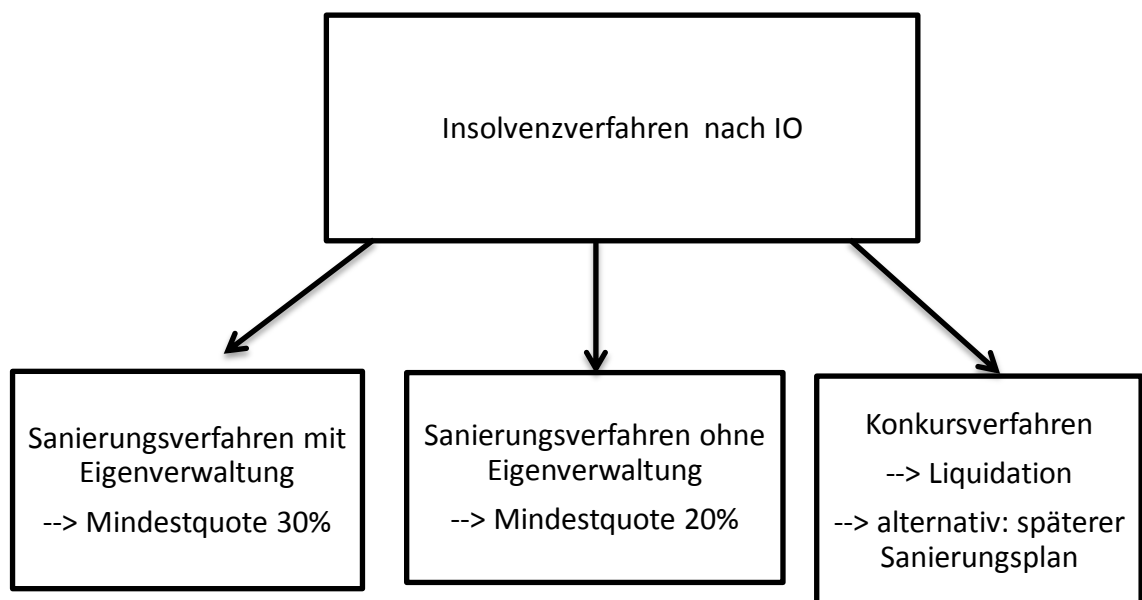 Insolvenzverfahren nach IO
Sanierungsverfahren mit
Eigenverwaltung
--> Mindestquote 30%
Sanierungsverfahren ohne
Eigenverwaltung
--> Mindestquote 20%
Konkursverfahren
--> Liquidation
--> alternativ: späterer
Sanierungsplan